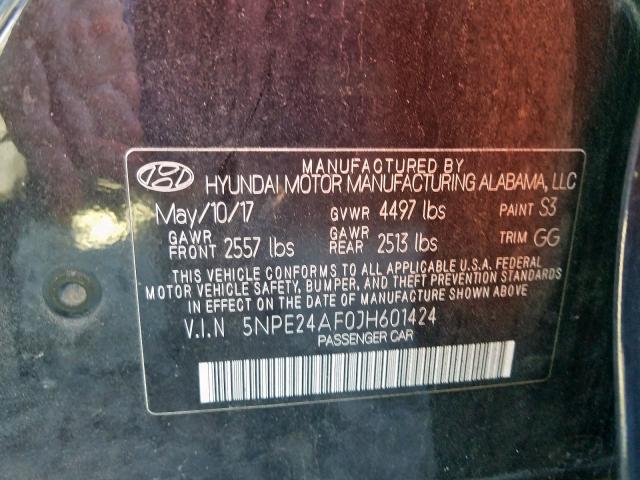 MANUFACTURED BY
HYUNDAI MOTOR MANUFACTURING ALABAMA, LLC
May/10/17 GVWR 4497 lbs PAINT S3
GAWR FRONT 2557 lbs GAWR REAR 2513 lbs TRIM GG
THIS VEHICLE CONFORMS TO ALL APPLICABLE U.S.A. FEDERAL
MOTOR VEHICLE SAFETY, BUMPER, AND THEFT PREVENTION STANDARDS
IN EFFECT ON THE DATE OF MANUFACTURE SHOWN ABOVE
V.I.N 5NPE24AF0JH601424
PASSENGER CAR